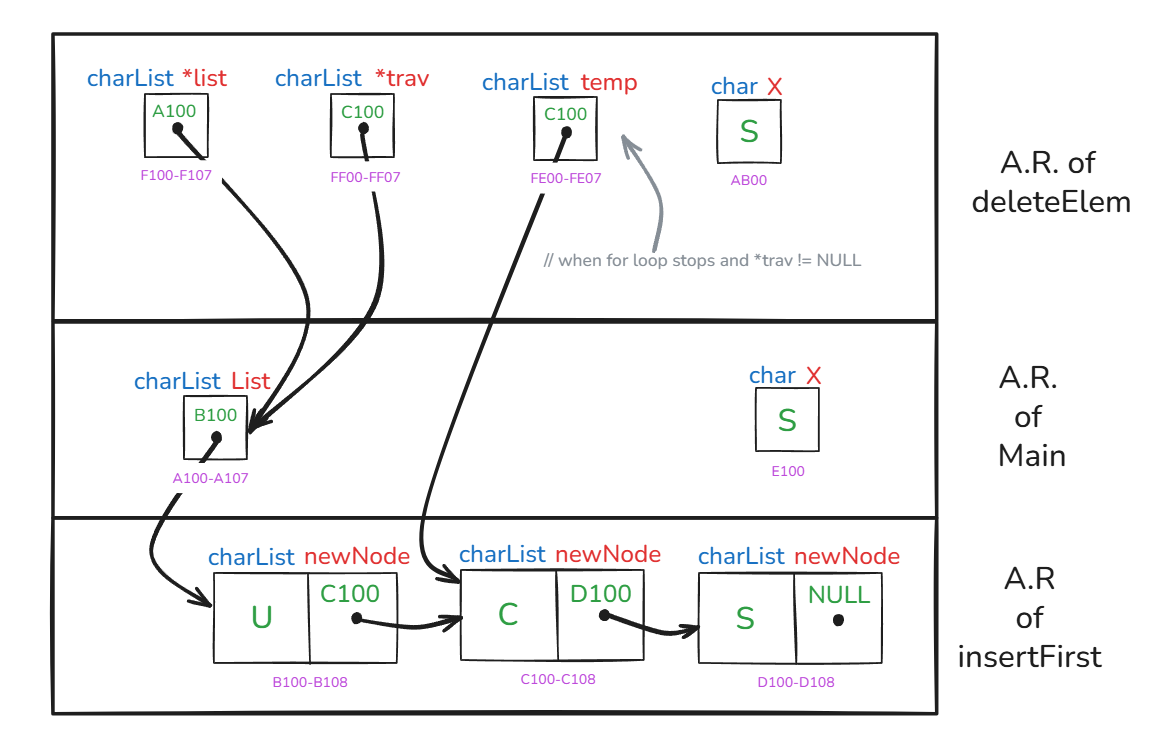 charList *list
charList *trav
charList temp
char X
A100
C100
C100
S
F100-F107
FF00-FF07
FE00-FE07
AB00
// when for loop stops and *trav != NULL
A.R. of
deleteElem
charList List
char X
B100
S
A100-A107
E100
A.R.
of
Main
charList newNode
charList newNode
charList newNode
U
C100
C
D100
S
NULL
B100-B108
C100-C108
D100-D108
A.R
of
insertFirst